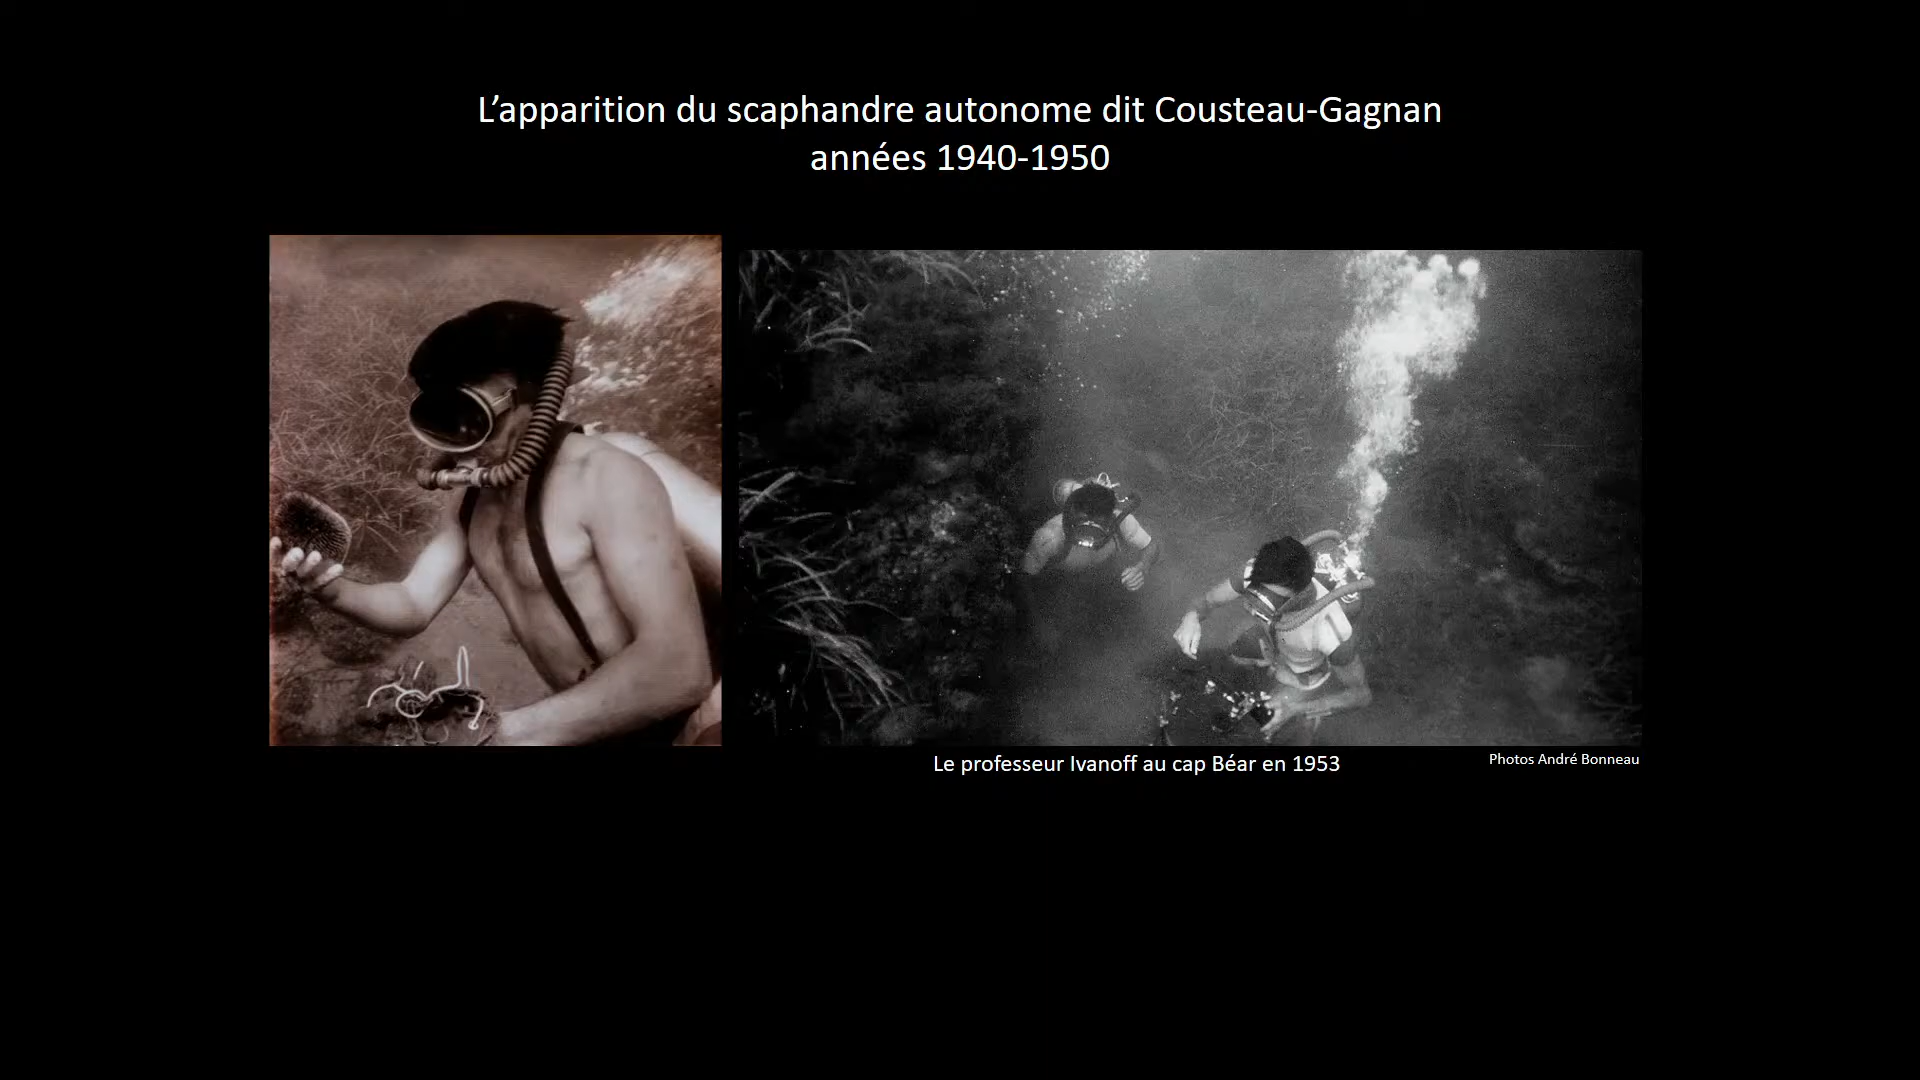 L’apparition du scaphandre autonome dit Cousteau-Gagnan
années 1940-1950
Le professeur Ivanoff au cap Béar en 1953
Photos André Bonneau